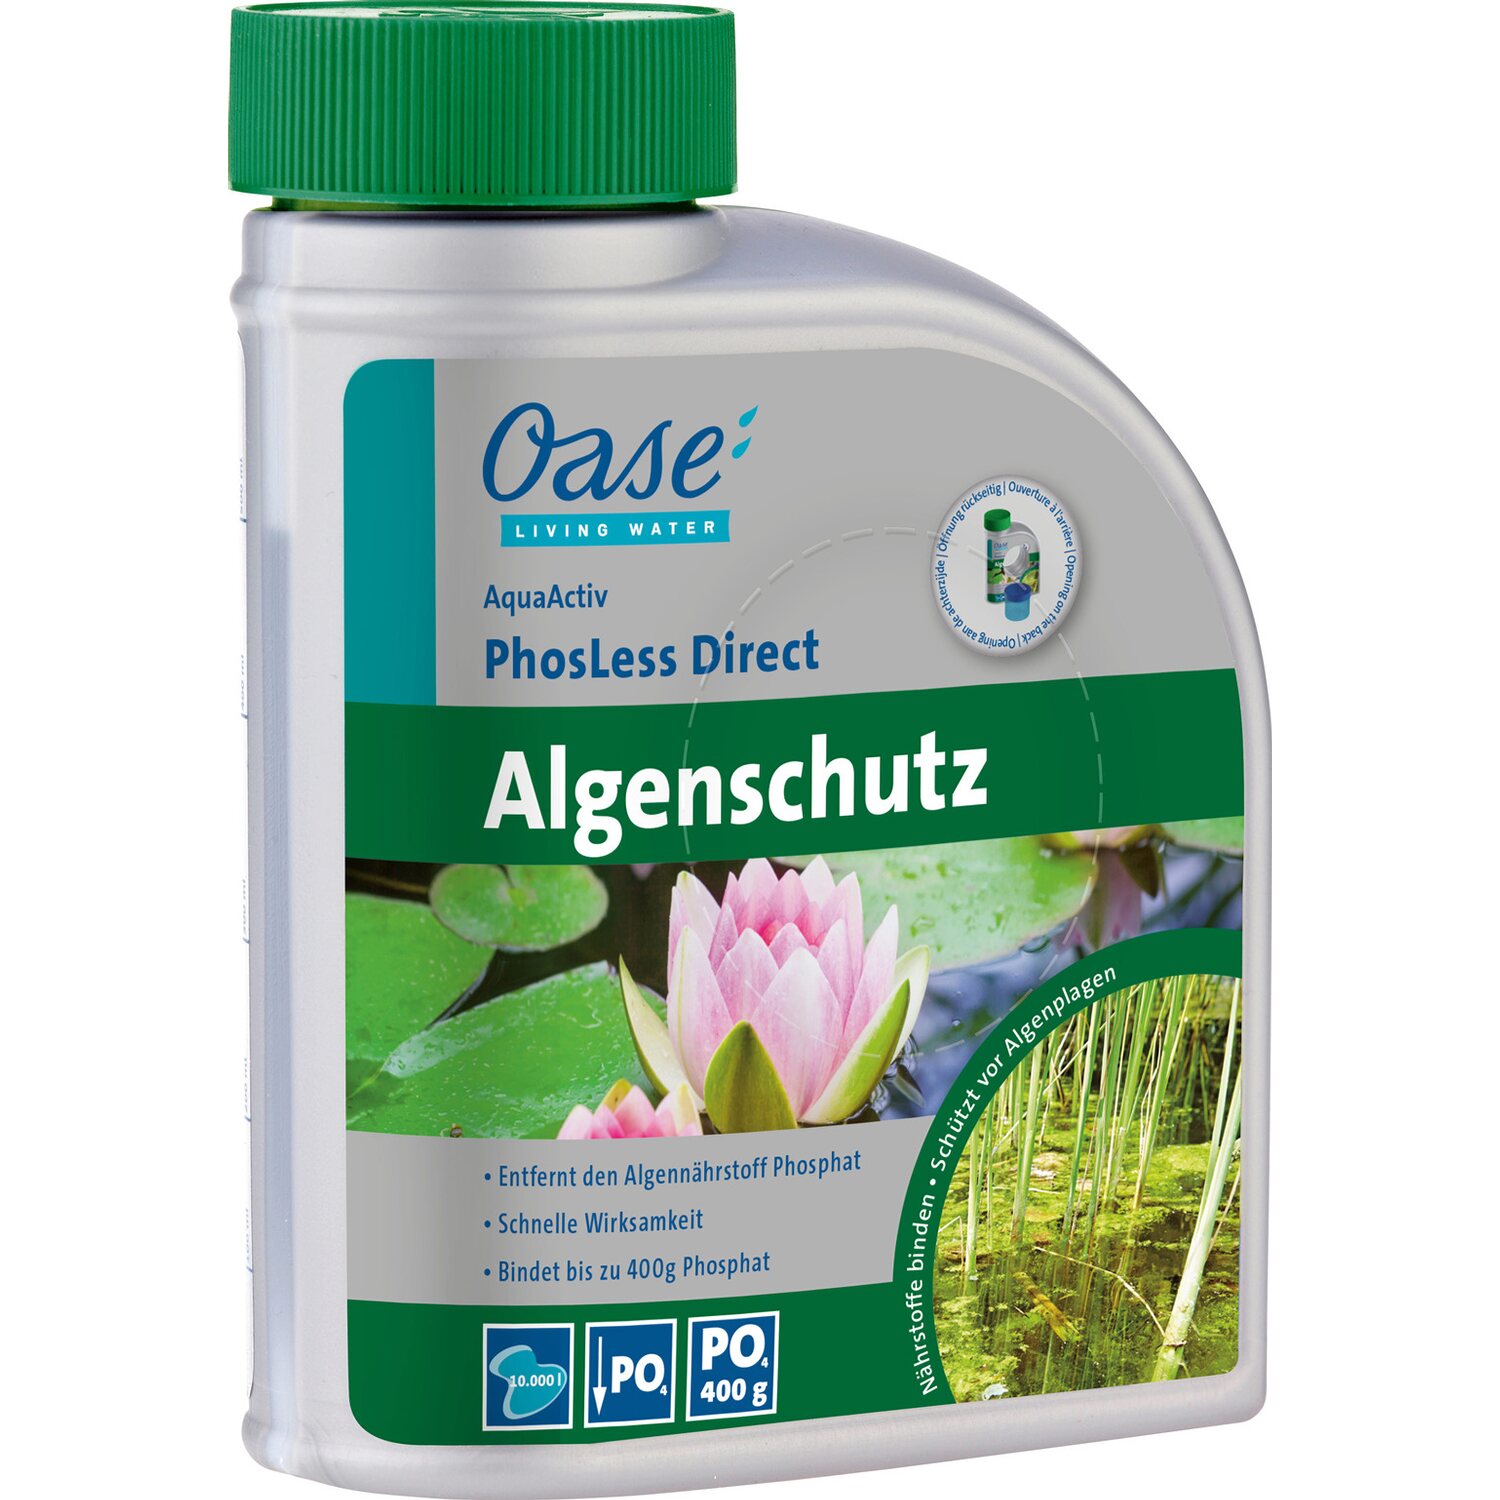 Oase
LIVING WATER
AquaActiv
PhosLess Direct
Öffnung rückseitig | Ouverture à l'arrière | Opening on the back | Opening aan de achterzijde |
Algenschutz
Nährstoffe binden • Schützt vor Algenplagen
• Entfernt den Algennährstoff Phosphat
• Schnelle Wirksamkeit
• Bindet bis zu 400g Phosphat
10.000 l
PO4
PO4
400 g